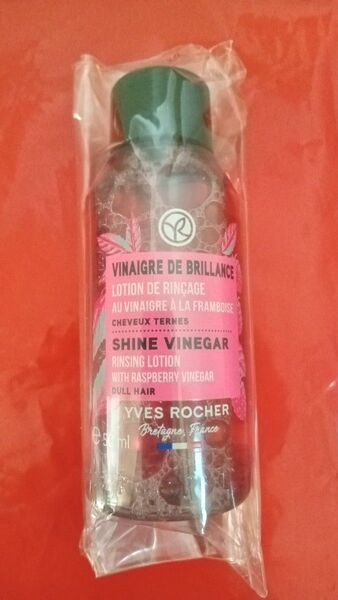 VINAIGRE DE BRILLANCE
LOTION DE RINÇAGE
AU VINAIGRE À LA FRAMBOISE
CHEVEUX TERNES
SHINE VINEGAR
RINSING LOTION
WITH RASPBERRY VINEGAR
DULL HAIR
YVES ROCHER
Bretagne, France